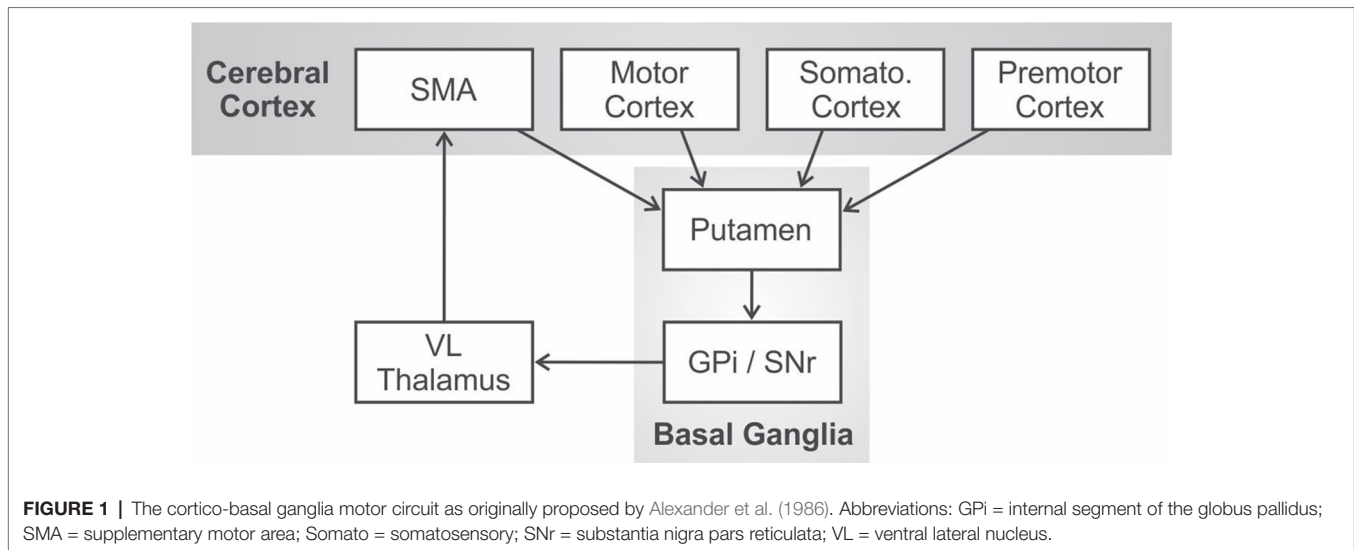 Cerebral
Cortex
SMA
Motor
Cortex
Somato.
Cortex
Premotor
Cortex
Putamen
VL
Thalamus
GPi / SNr
Basal Ganglia
FIGURE 1 | The cortico-basal ganglia motor circuit as originally proposed by Alexander et al. (1986). Abbreviations: GPi = internal segment of the globus pallidus;
SMA = supplementary motor area; Somato = somatosensory; SNr = substantia nigra pars reticulata; VL = ventral lateral nucleus.